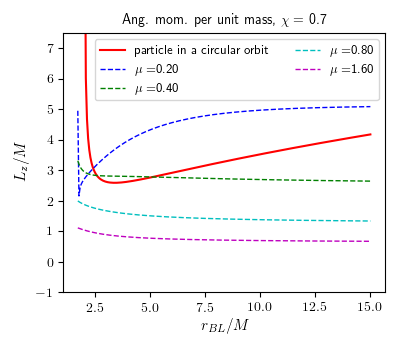 Ang. mom. per unit mass, χ = 0.7
particle in a circular orbit
μ =0.20
μ =0.40
μ =0.80
μ =1.60
L_z/M
7
6
5
4
3
2
1
0
−1
2.5 5.0 7.5 10.0 12.5 15.0
r_BL/M